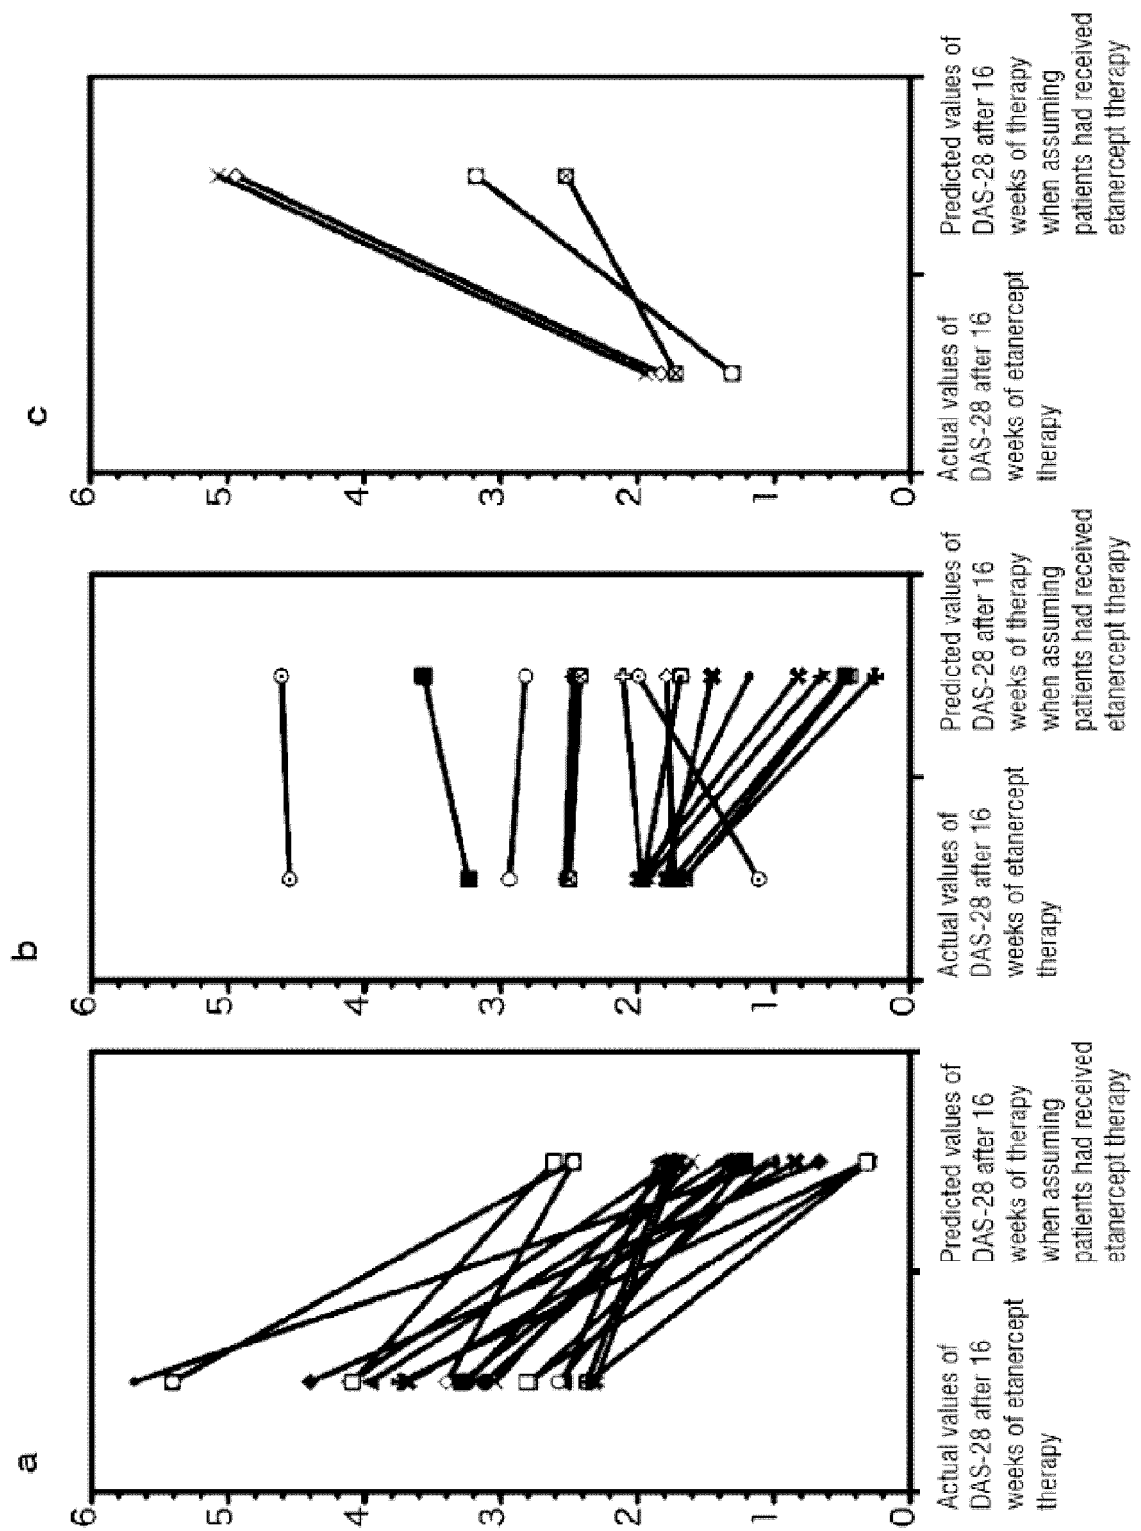 a
6
5
4
3
2
1
0
Actual values of
DAS-28 after 16
weeks of etanercept
therapy
Predicted values of
DAS-28 after 16
weeks of therapy
when assuming
patients had received
etanercept therapy
b
6
5
4
3
2
1
0
Actual values of
DAS-28 after 16
weeks of etanercept
therapy
Predicted values of
DAS-28 after 16
weeks of therapy
when assuming
patients had received
etanercept therapy
c
6
5
4
3
2
1
0
Actual values of
DAS-28 after 16
weeks of etanercept
therapy
Predicted values of
DAS-28 after 16
weeks of therapy
when assuming
patients had received
etanercept therapy